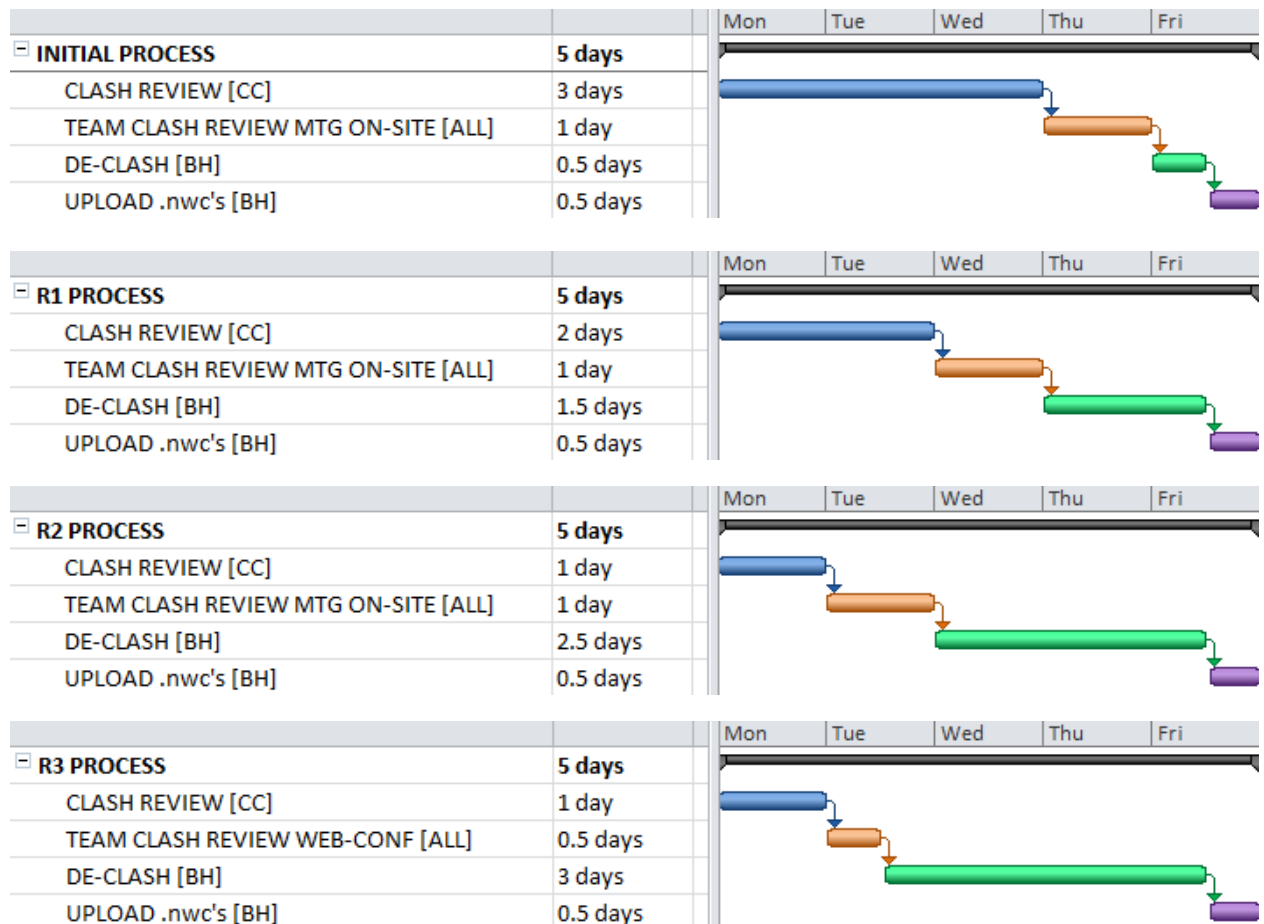 Mon Tue Wed Thu Fri
INITIAL PROCESS 5 days
CLASH REVIEW [CC] 3 days
TEAM CLASH REVIEW MTG ON-SITE [ALL] 1 day
DE-CLASH [BH] 0.5 days
UPLOAD .nwc's [BH] 0.5 days
Mon Tue Wed Thu Fri
R1 PROCESS 5 days
CLASH REVIEW [CC] 2 days
TEAM CLASH REVIEW MTG ON-SITE [ALL] 1 day
DE-CLASH [BH] 1.5 days
UPLOAD .nwc's [BH] 0.5 days
Mon Tue Wed Thu Fri
R2 PROCESS 5 days
CLASH REVIEW [CC] 1 day
TEAM CLASH REVIEW MTG ON-SITE [ALL] 1 day
DE-CLASH [BH] 2.5 days
UPLOAD .nwc's [BH] 0.5 days
Mon Tue Wed Thu Fri
R3 PROCESS 5 days
CLASH REVIEW [CC] 1 day
TEAM CLASH REVIEW WEB-CONF [ALL] 0.5 days
DE-CLASH [BH] 3 days
UPLOAD .nwc's [BH] 0.5 days